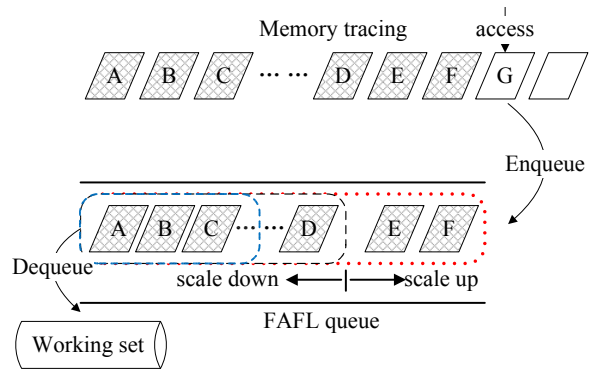 Memory tracing
access
A B C ... ... D E F G
Enqueue
A B C ... ... D E F
Dequeue
scale down
scale up
FAFL queue
Working set